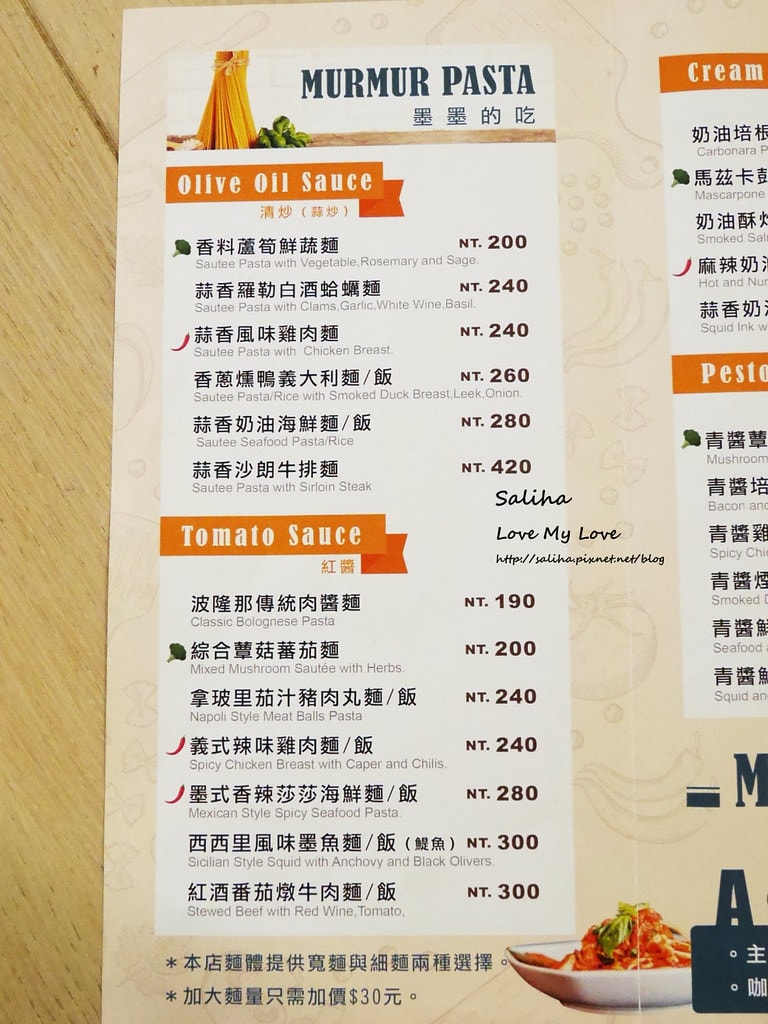 MURMUR PASTA
墨墨的吃
Olive Oil Sauce
清炒（蒜炒）
香料蘆筍鮮蔬麵 NT. 200
Sautee Pasta with Vegetable,Rosemary and Sage.
蒜香羅勒白酒蛤蠣麵 NT. 240
Sautee Pasta with Clams,Garlic,White Wine,Basil.
蒜香風味雞肉麵 NT. 240
Sautee Pasta with Chicken Breast.
香蔥燻鴨義大利麵/飯 NT. 260
Sautee Pasta/Rice with Smoked Duck Breast,Leek,Onion.
蒜香奶油海鮮麵/飯 NT. 280
Sautee Seafood Pasta/Rice
蒜香沙朗牛排麵 NT. 420
Sautee Pasta with Sirloin Steak
Saliha
Love My Love
http://saliha.pixnet.net/blog
Tomato Sauce
紅醬
波隆那傳統肉醬麵 NT. 190
Classic Bolognese Pasta
綜合蕈菇蕃茄麵 NT. 200
Mixed Mushroom Sautée with Herbs.
拿玻里茄汁豬肉丸麵/飯 NT. 240
Napoli Style Meat Balls Pasta
義式辣味雞肉麵/飯 NT. 240
Spicy Chicken Breast with Caper and Chilis.
墨式香辣莎莎海鮮麵/飯 NT. 280
Mexican Style Spicy Seafood Pasta.
西西里風味墨魚麵/飯（鯷魚） NT. 300
Sicilian Style Squid with Anchovy and Black Olivers.
紅酒番茄燉牛肉麵/飯 NT. 300
Stewed Beef with Red Wine,Tomato,
＊本店麵體提供寬麵與細麵兩種選擇。
＊加大麵量只需加價$30元。
Cream
奶油培根
Carbonara P
馬茲卡彭
Mascarpone
奶油酥炸
Smoked Sal
麻辣奶油
Hot and Num
蒜香奶油
Squid Ink w
Pesto
青醬蕈
Mushroom
青醬培
Bacon and
青醬雞
Spicy Chic
青醬煙
Smoked D
青醬鮮
Seafood a
青醬魷
Squid and
M
A
。主
。咖